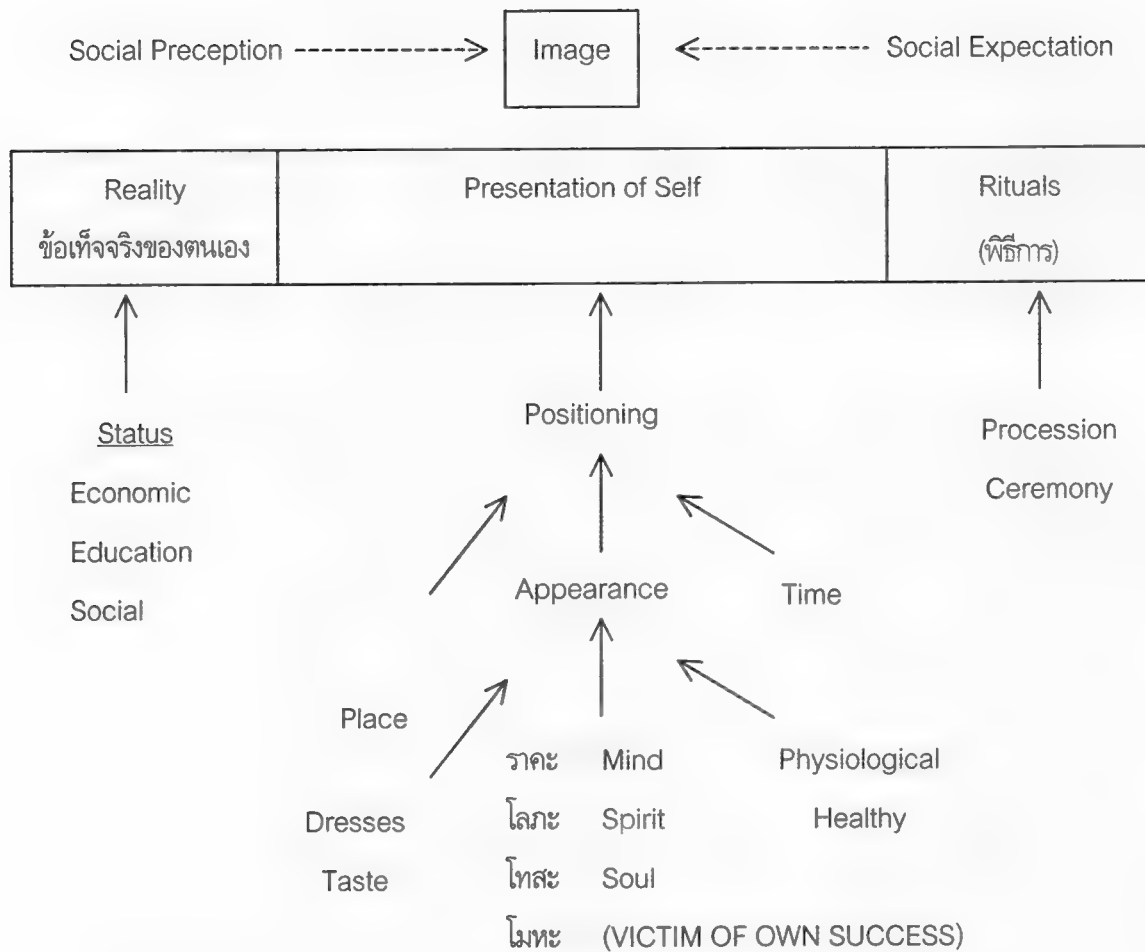 Social Preception
Image
Social Expectation
Reality
ข้อเท็จจริงของตนเอง
Presentation of Self
Rituals
(พิธีการ)
Status
Economic
Education
Social
Positioning
Procession
Ceremony
Appearance
Time
Place
Dresses
Taste
ราคะ Mind
โลภะ Spirit
โทสะ Soul
โมหะ (VICTIM OF OWN SUCCESS)
Physiological
Healthy